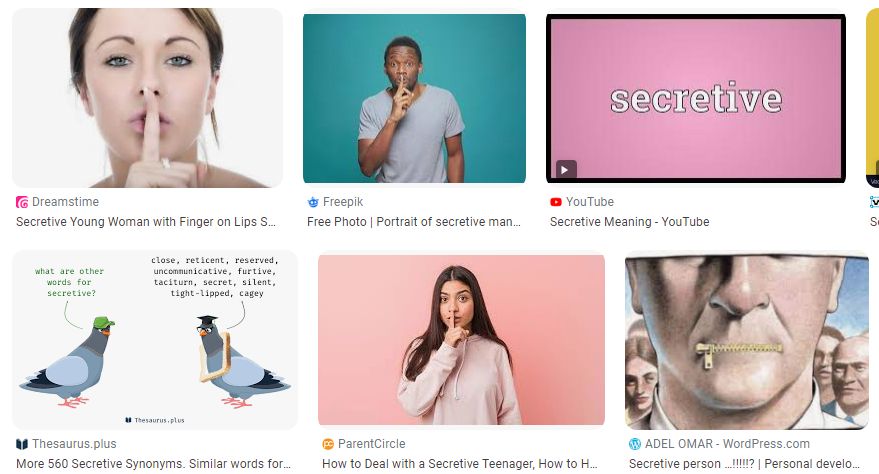 secretive
Dreamstime
Secretive Young Woman with Finger on Lips S...
Freepik
Free Photo | Portrait of secretive man...
YouTube
Secretive Meaning - YouTube
what are other
words for
secretive?
close, reticent, reserved,
uncommunicative, furtive,
taciturn, secret, silent,
tight-lipped, cagey
Thesaurus.plus
Thesaurus.plus
More 560 Secretive Synonyms. Similar words for...
ParentCircle
How to Deal with a Secretive Teenager, How to H...
ADEL OMAR - WordPress.com
Secretive person ...!!!!!? | Personal develo...